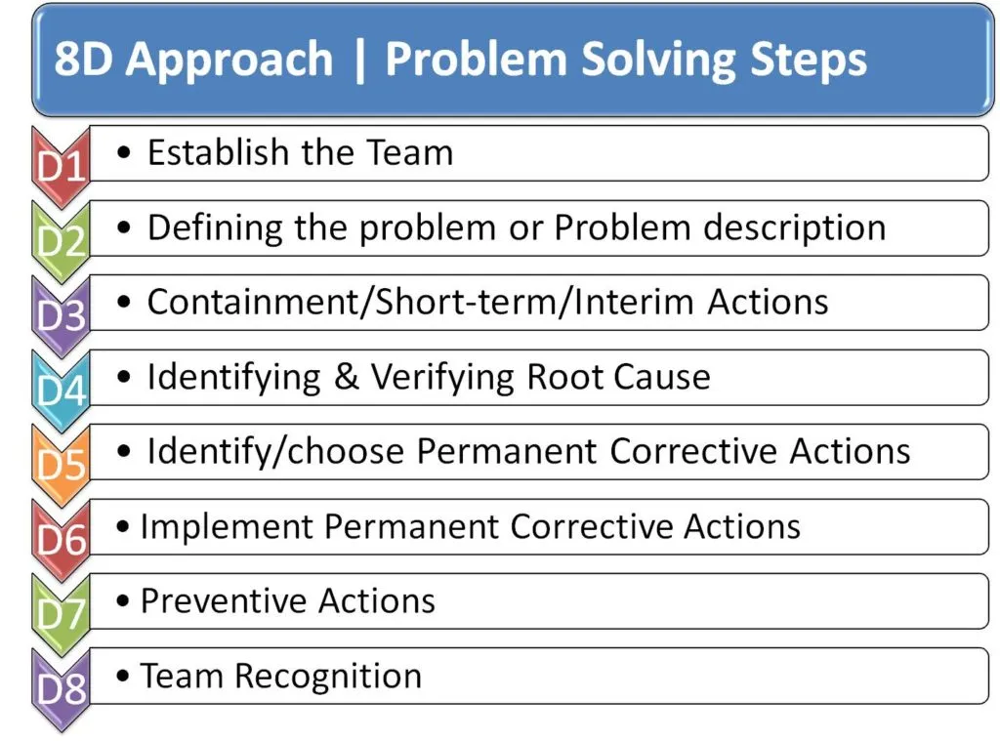 8D Approach | Problem Solving Steps
D1 • Establish the Team
D2 • Defining the problem or Problem description
D3 • Containment/Short-term/Interim Actions
D4 • Identifying & Verifying Root Cause
D5 • Identify/choose Permanent Corrective Actions
D6 • Implement Permanent Corrective Actions
D7 • Preventive Actions
D8 • Team Recognition